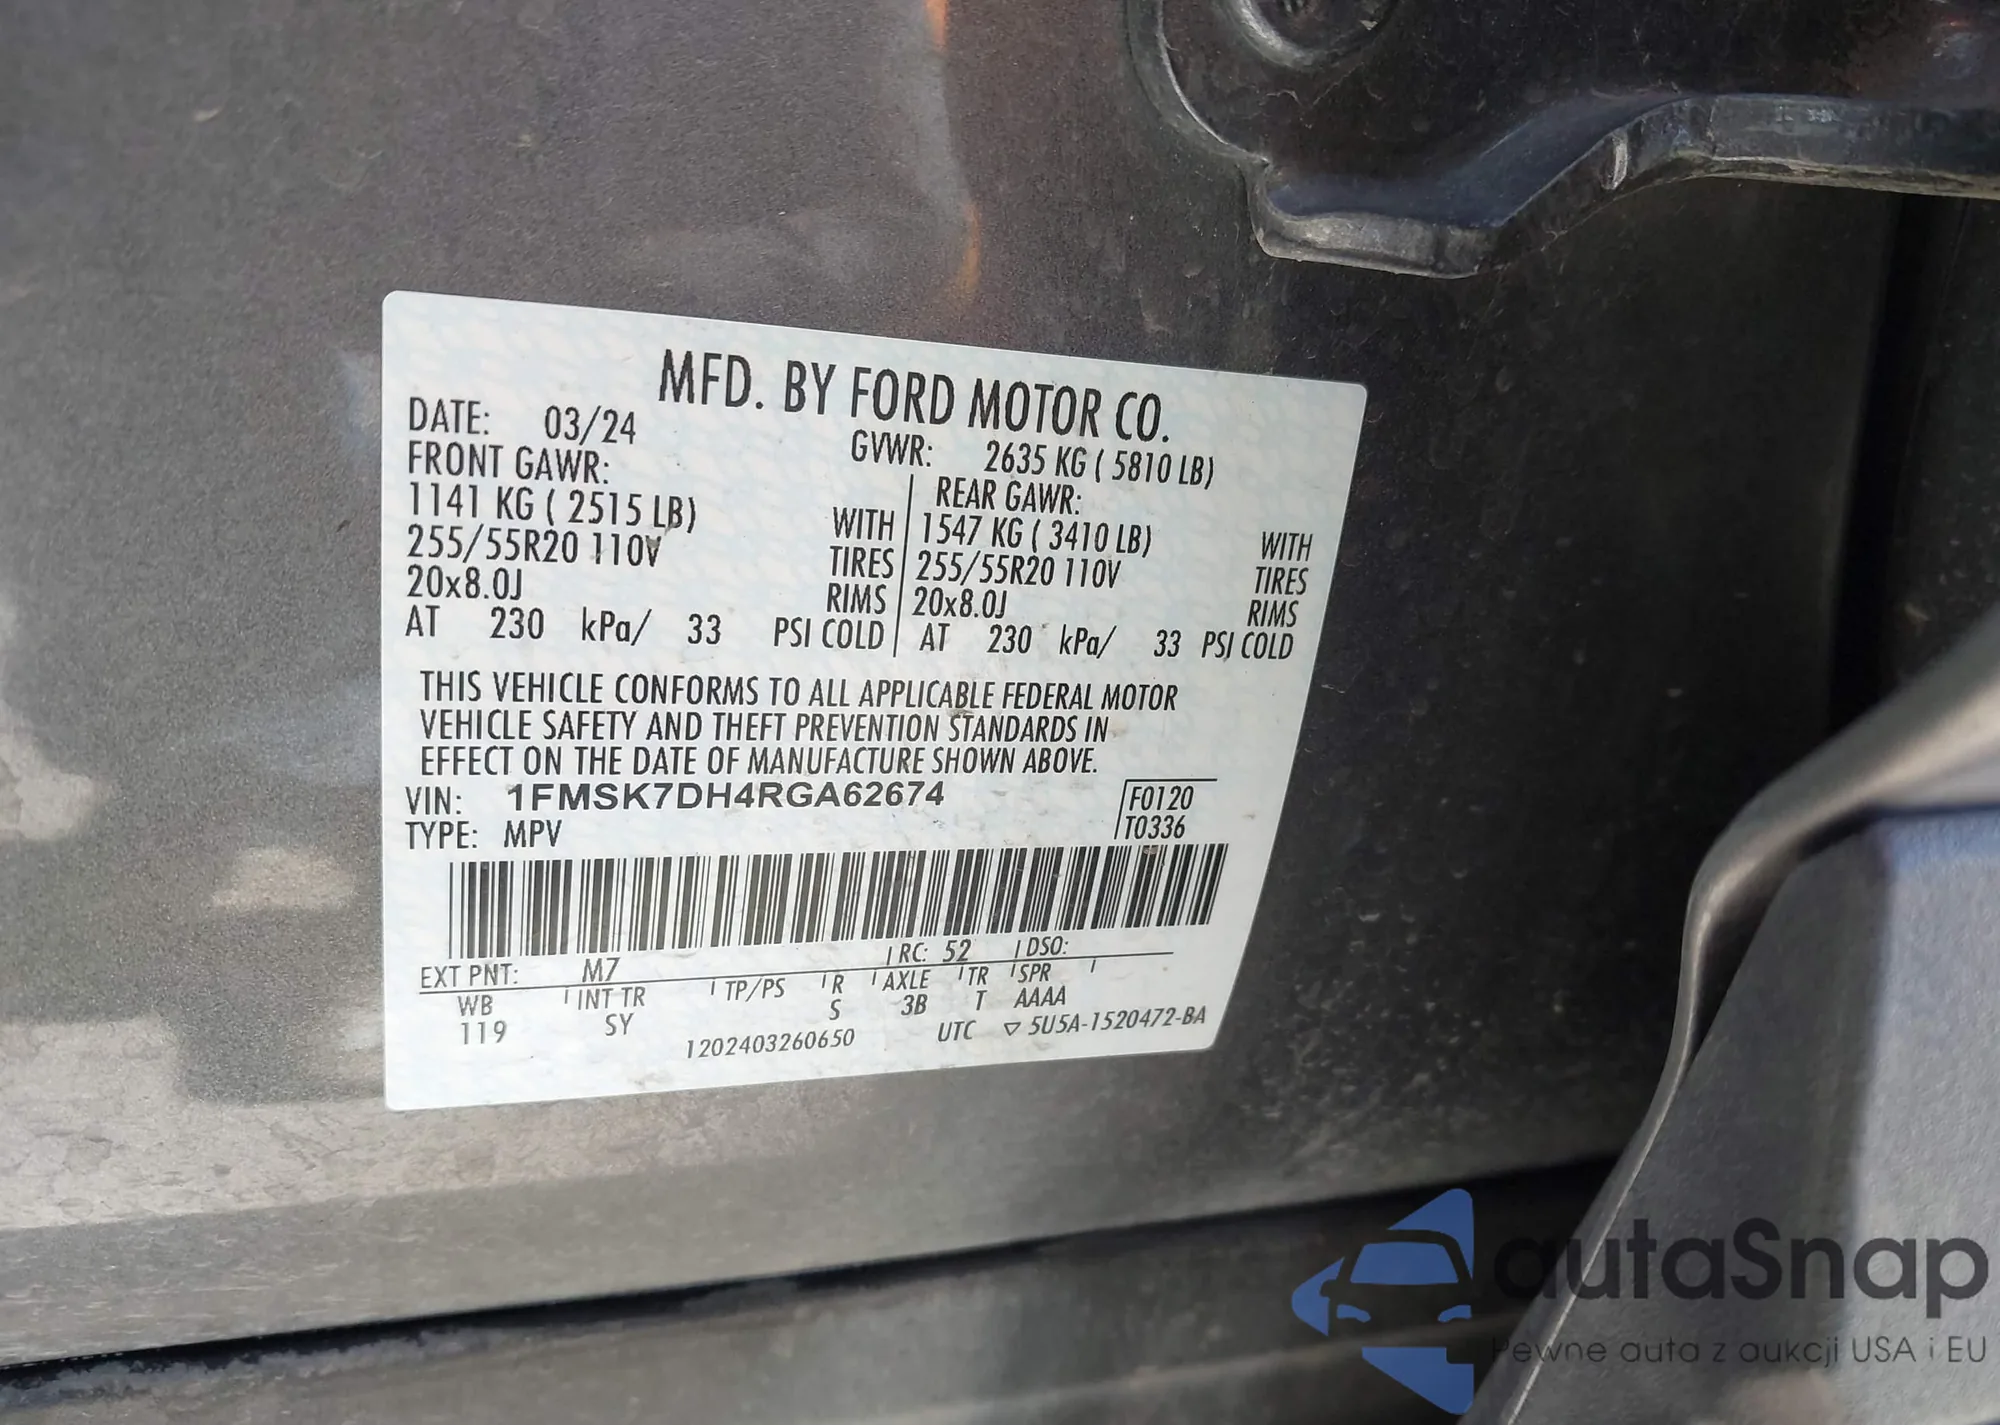 MFD. BY FORD MOTOR CO.
DATE: 03/24
GVWR: 2635 KG ( 5810 LB)
FRONT GAWR:
1141 KG ( 2515 LB) WITH
255/55R20 110V TIRES
20x8.0J RIMS
AT 230 kPa/ 33 PSI COLD
REAR GAWR:
1547 KG ( 3410 LB) WITH
255/55R20 110V TIRES
20x8.0J RIMS
AT 230 kPa/ 33 PSI COLD
THIS VEHICLE CONFORMS TO ALL APPLICABLE FEDERAL MOTOR
VEHICLE SAFETY AND THEFT PREVENTION STANDARDS IN
EFFECT ON THE DATE OF MANUFACTURE SHOWN ABOVE.
VIN: 1FMSK7DH4RGA62674
TYPE: MPV
F0120
T0336
EXT PNT: M7 RC: 52 DSO:
WB INT TR TP/PS R AXLE TR SPR
119 SY S 3B T AAAA
1202403260650 UTC ▽ 5U5A-1520472-BA
autaSnap
Pewne auta z aukcji USA i EU